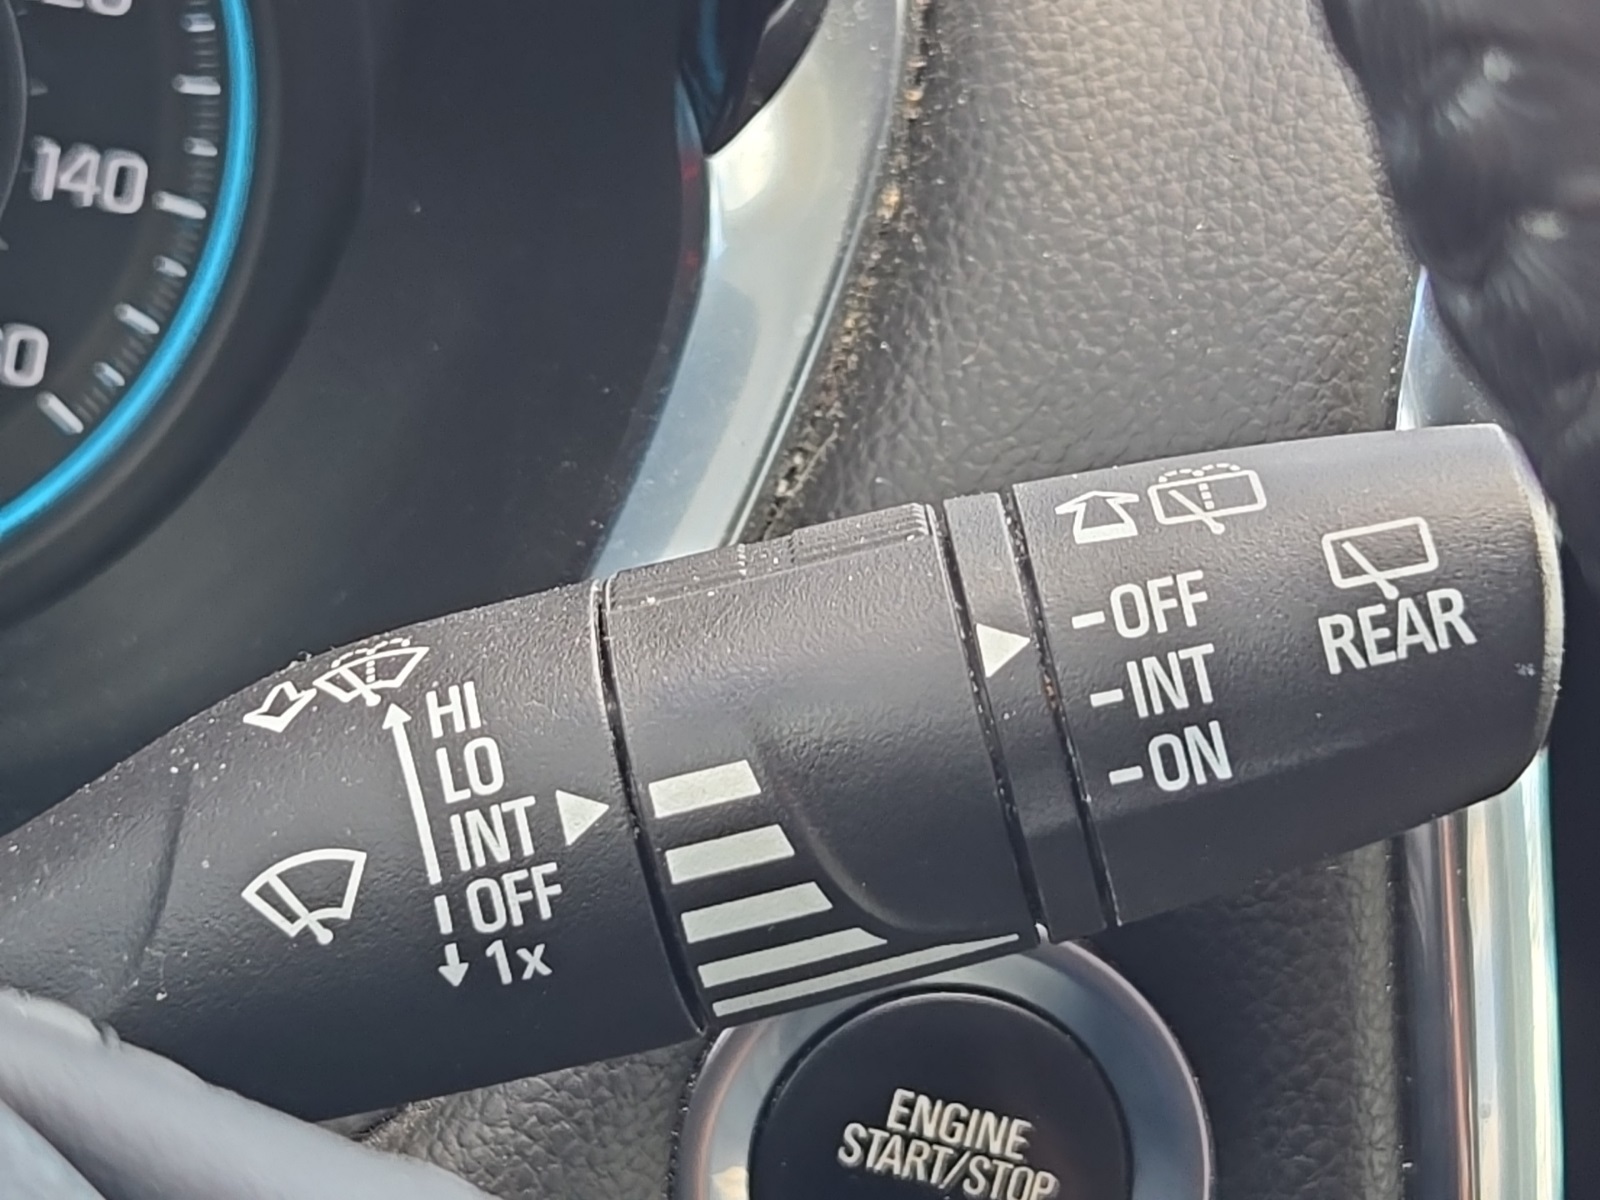 140
HI
LO
INT
OFF
1x
-OFF
-INT
-ON
REAR
ENGINE
START/STOP